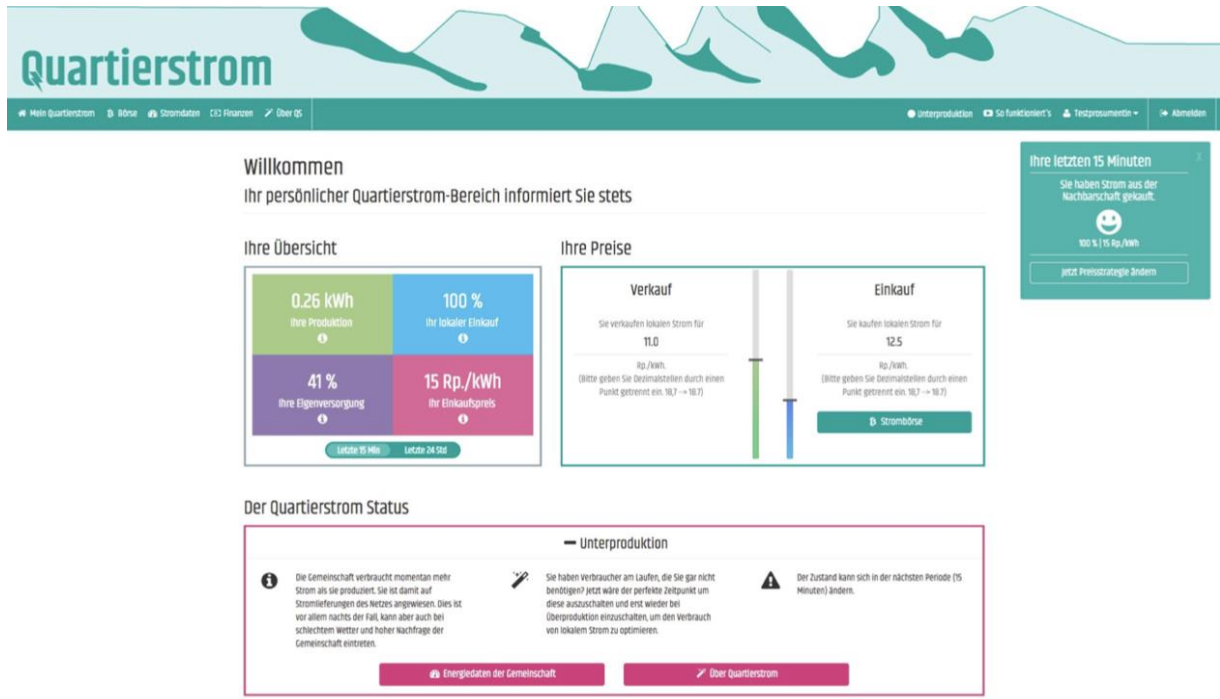 Quartierstrom
Mein Quartierstrom Börse Stromdaten Finanzen Über QS
Unterproduktion So funktioniert's Testprosumentin Abmelden
Willkommen
Ihr persönlicher Quartierstrom-Bereich informiert Sie stets
Ihre letzten 15 Minuten x
Sie haben Strom aus der
Nachbarschaft gekauft.
100 % | 15 Rp./kWh
Jetzt Preisstrategie ändern
Ihre Übersicht
0.26 kWh
Ihre Produktion
100 %
Ihr lokaler Einkauf
41 %
Ihre Eigenversorgung
15 Rp./kWh
Ihr Einkaufspreis
Letzte 15 Min Letzte 24 Std
Ihre Preise
Verkauf
Sie verkaufen lokalen Strom für
11.0
Rp./kWh.
(Bitte geben Sie Dezimalstellen durch einen
Punkt getrennt ein. 18,7 --> 18.7)
Einkauf
Sie kaufen lokalen Strom für
12.5
Rp./kWh.
(Bitte geben Sie Dezimalstellen durch einen
Punkt getrennt ein. 18,7 --> 18.7)
Strombörse
Der Quartierstrom Status
Unterproduktion
Die Gemeinschaft verbraucht momentan mehr
Strom als sie produziert. Sie ist damit auf
Stromlieferungen des Netzes angewiesen. Dies ist
vor allem nachts der Fall, kann aber auch bei
schlechtem Wetter und hoher Nachfrage der
Gemeinschaft eintreten.
Sie haben Verbraucher am Laufen, die Sie gar nicht
benötigen? Jetzt wäre der perfekte Zeitpunkt um
diese auszuschalten und erst wieder bei
Überproduktion einzuschalten, um den Verbrauch
von lokalem Strom zu optimieren.
Der Zustand kann sich in der nächsten Periode (15
Minuten) ändern.
Energiedaten der Gemeinschaft
Über Quartierstrom